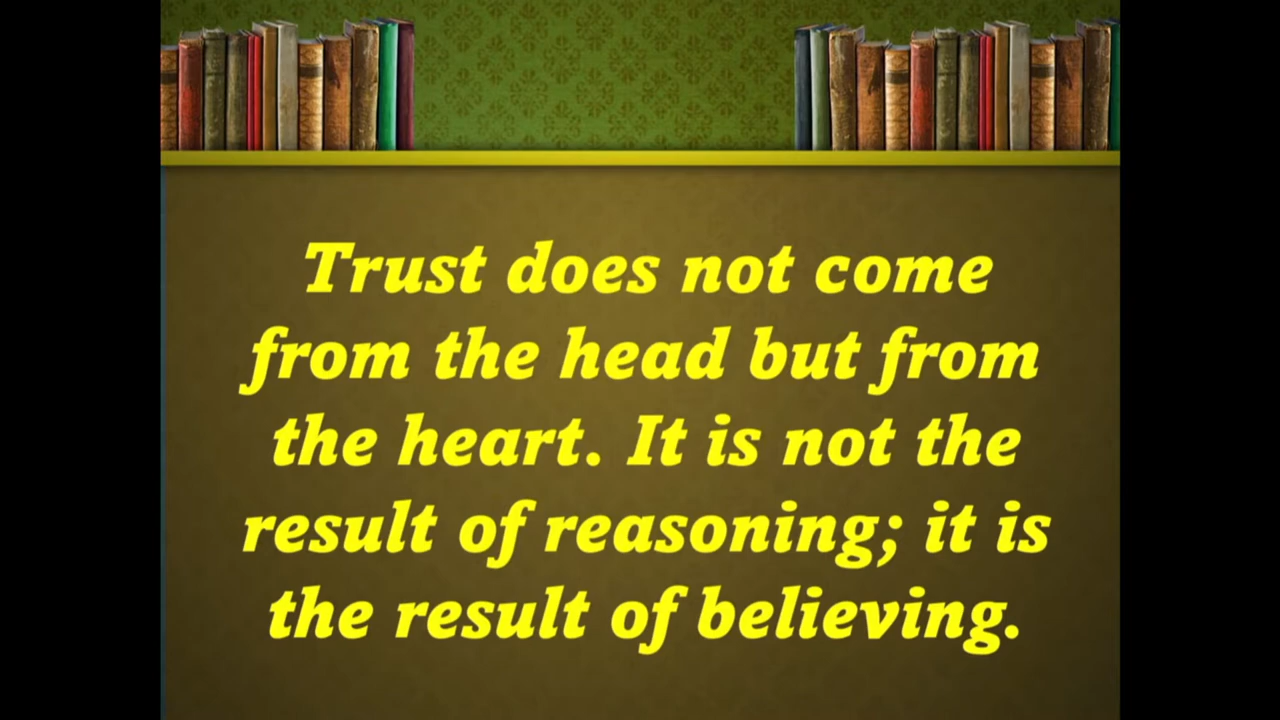 Trust does not come
from the head but from
the heart. It is not the
result of reasoning; it is
the result of believing.